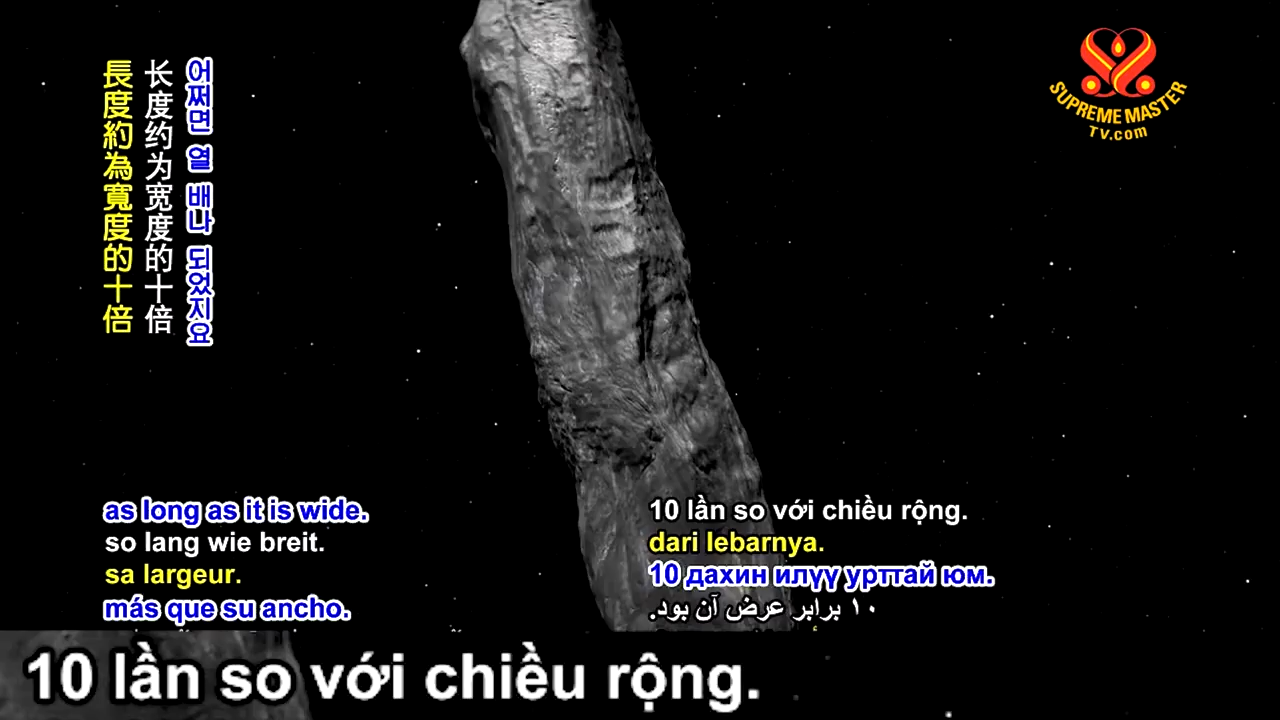 長度約為寬度的十倍
长度约为宽度的十倍
어쩌면 열 배나 되었지요
SUPREME MASTER
TV.com
as long as it is wide.
so lang wie breit.
sa largeur.
más que su ancho.
10 lần so với chiều rộng.
dari lebarnya.
10 дахин илүү урттай юм.
۱۰ برابر عرض آن بود.
10 lần so với chiều rộng.